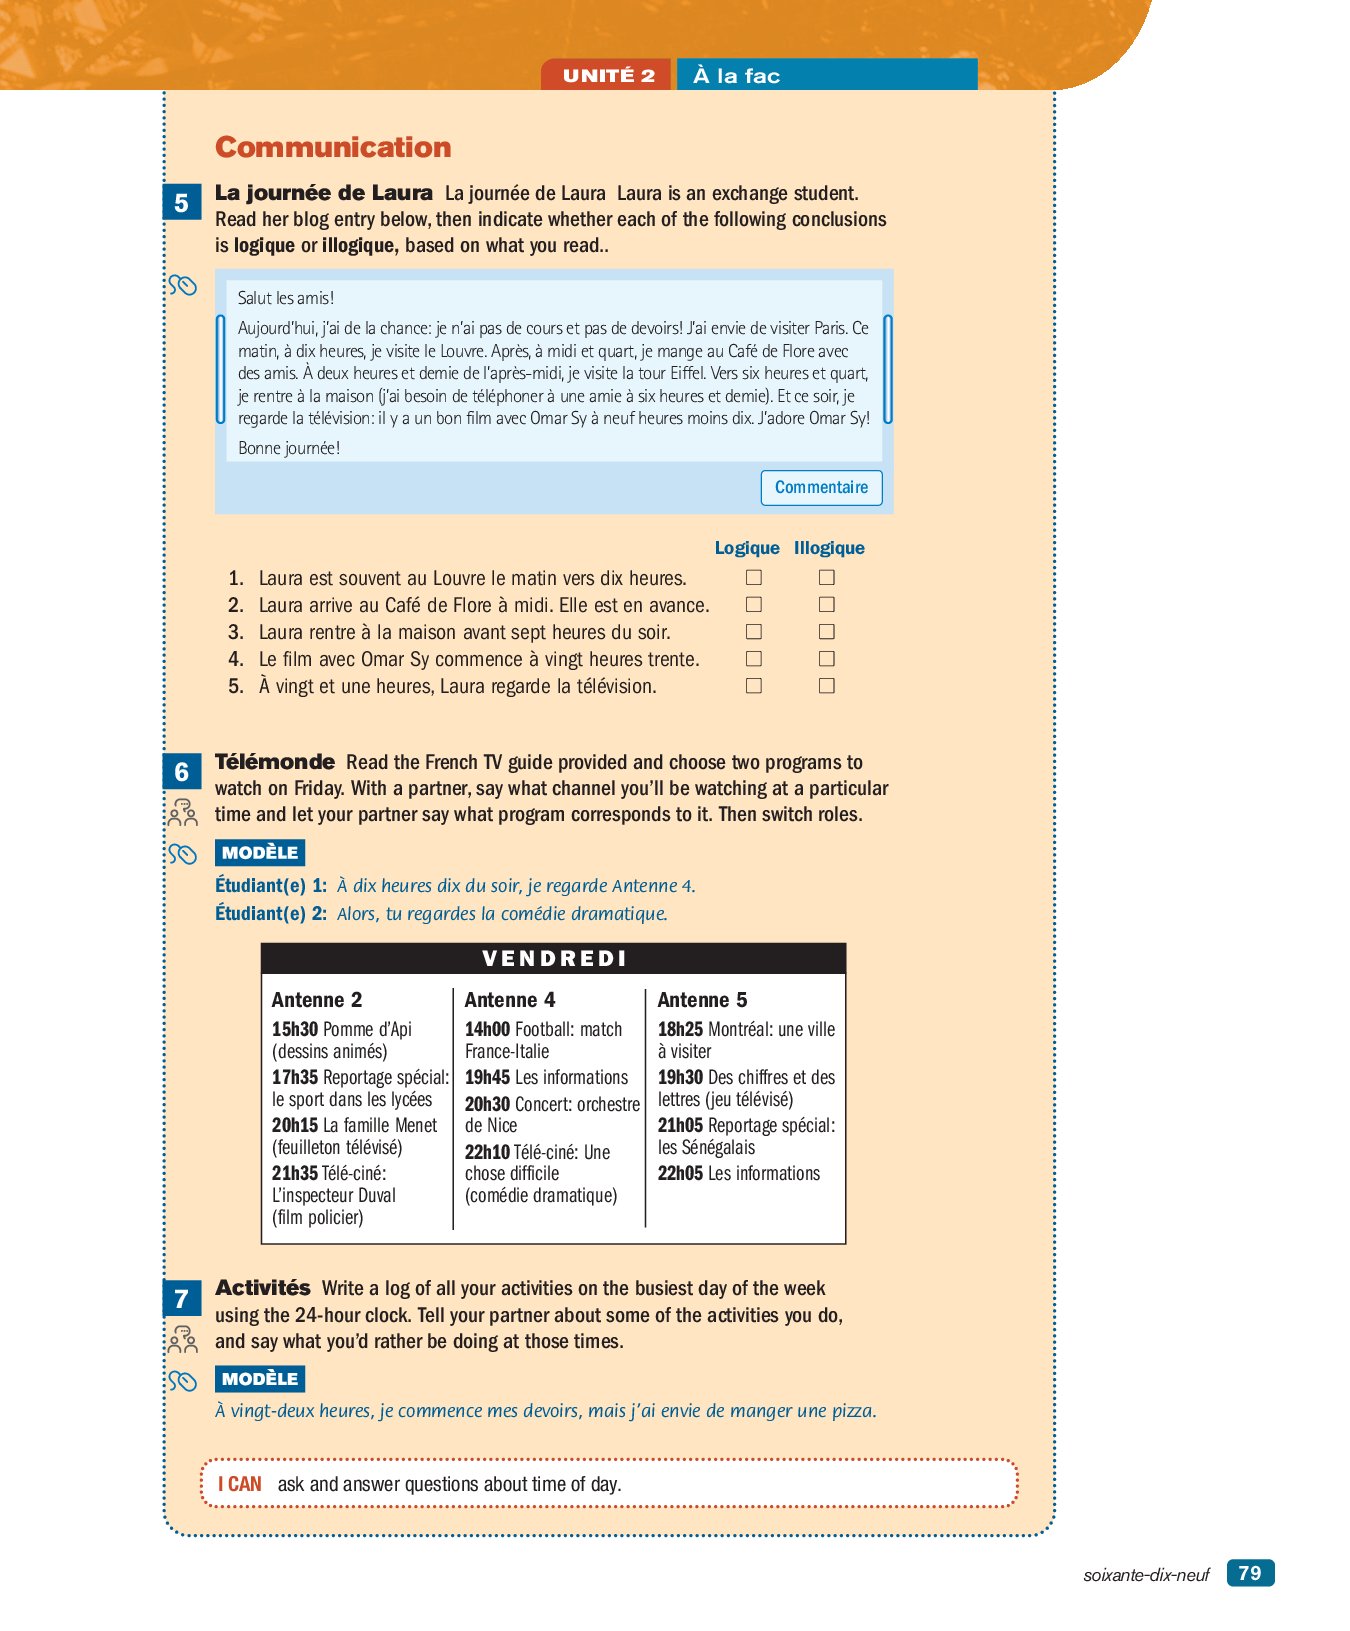 UNITÉ 2 À la fac
Communication
5 La journée de Laura La journée de Laura Laura is an exchange student.
Read her blog entry below, then indicate whether each of the following conclusions
is logique or illogique, based on what you read..
Salut les amis!
Aujourd'hui, j'ai de la chance: je n'ai pas de cours et pas de devoirs! J'ai envie de visiter Paris. Ce
matin, à dix heures, je visite le Louvre. Après, à midi et quart, je mange au Café de Flore avec
des amis. À deux heures et demie de l'après-midi, je visite la tour Eiffel. Vers six heures et quart,
je rentre à la maison (j'ai besoin de téléphoner à une amie à six heures et demie). Et ce soir, je
regarde la télévision: il y a un bon film avec Omar Sy à neuf heures moins dix. J'adore Omar Sy!
Bonne journée!
Commentaire
Logique Illogique
1. Laura est souvent au Louvre le matin vers dix heures.
2. Laura arrive au Café de Flore à midi. Elle est en avance.
3. Laura rentre à la maison avant sept heures du soir.
4. Le film avec Omar Sy commence à vingt heures trente.
5. À vingt et une heures, Laura regarde la télévision.
6 Télémonde Read the French TV guide provided and choose two programs to
watch on Friday. With a partner, say what channel you'll be watching at a particular
time and let your partner say what program corresponds to it. Then switch roles.
MODÈLE
Étudiant(e) 1: À dix heures dix du soir, je regarde Antenne 4.
Étudiant(e) 2: Alors, tu regardes la comédie dramatique.
VENDREDI
Antenne 2
15h30 Pomme d'Api
(dessins animés)
17h35 Reportage spécial:
le sport dans les lycées
20h15 La famille Menet
(feuilleton télévisé)
21h35 Télé-ciné:
L'inspecteur Duval
(film policier)
Antenne 4
14h00 Football: match
France-Italie
19h45 Les informations
20h30 Concert: orchestre
de Nice
22h10 Télé-ciné: Une
chose difficile
(comédie dramatique)
Antenne 5
18h25 Montréal: une ville
à visiter
19h30 Des chiffres et des
lettres (jeu télévisé)
21h05 Reportage spécial:
les Sénégalais
22h05 Les informations
7 Activités Write a log of all your activities on the busiest day of the week
using the 24-hour clock. Tell your partner about some of the activities you do,
and say what you'd rather be doing at those times.
MODÈLE
À vingt-deux heures, je commence mes devoirs, mais j'ai envie de manger une pizza.
I CAN ask and answer questions about time of day.
soixante-dix-neuf 79